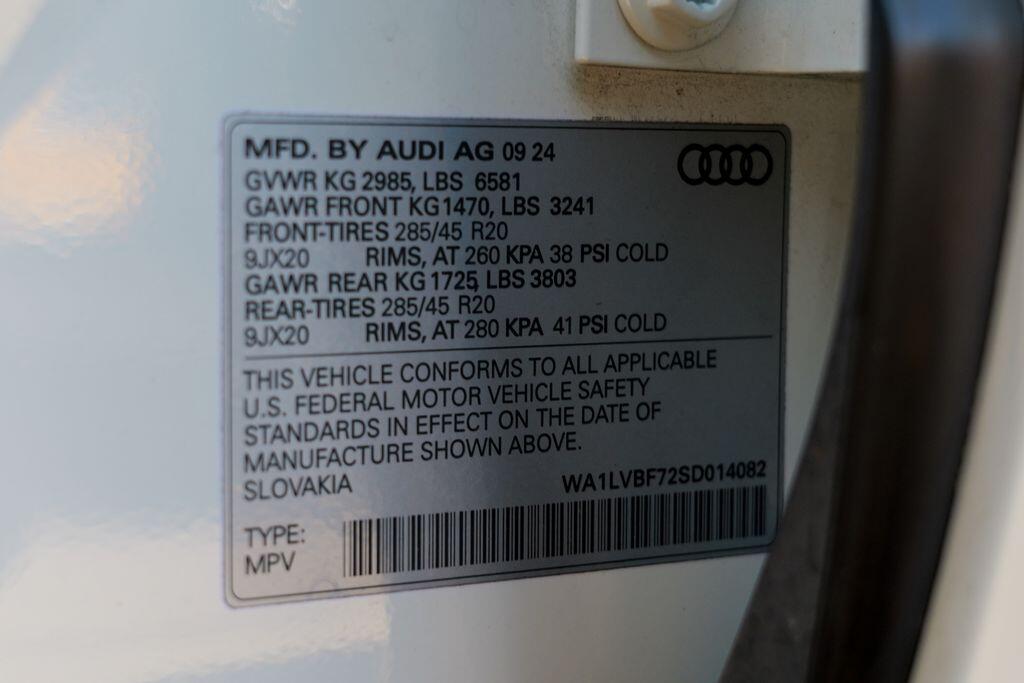 MFD. BY AUDI AG 09 24
GVWR KG 2985, LBS 6581
GAWR FRONT KG 1470, LBS 3241
FRONT-TIRES 285/45 R20
9JX20 RIMS, AT 260 KPA 38 PSI COLD
GAWR REAR KG 1725, LBS 3803
REAR-TIRES 285/45 R20
9JX20 RIMS, AT 280 KPA 41 PSI COLD
THIS VEHICLE CONFORMS TO ALL APPLICABLE
U.S. FEDERAL MOTOR VEHICLE SAFETY
STANDARDS IN EFFECT ON THE DATE OF
MANUFACTURE SHOWN ABOVE.
SLOVAKIA WA1LVBF72SD014082
TYPE:
MPV